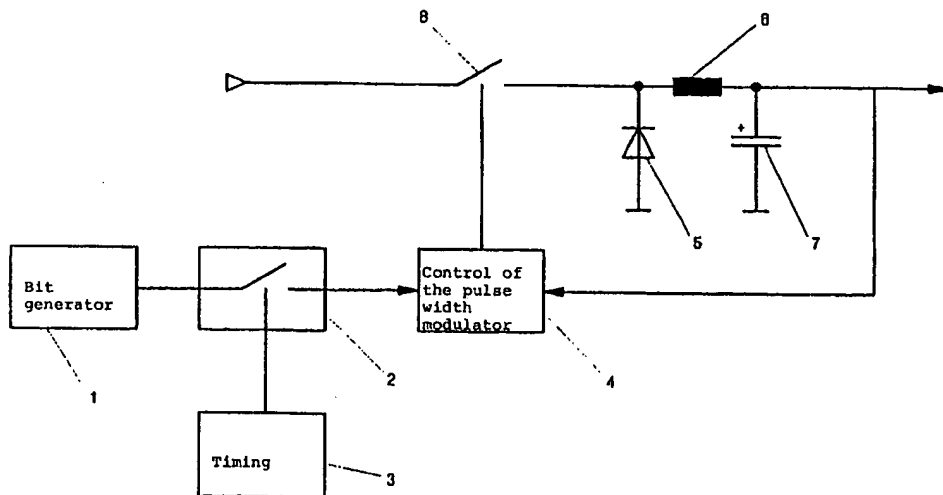 8
6
+
5
7
Bit
generator
Control of
the pulse
width
modulator
1
2
4
Timing
3